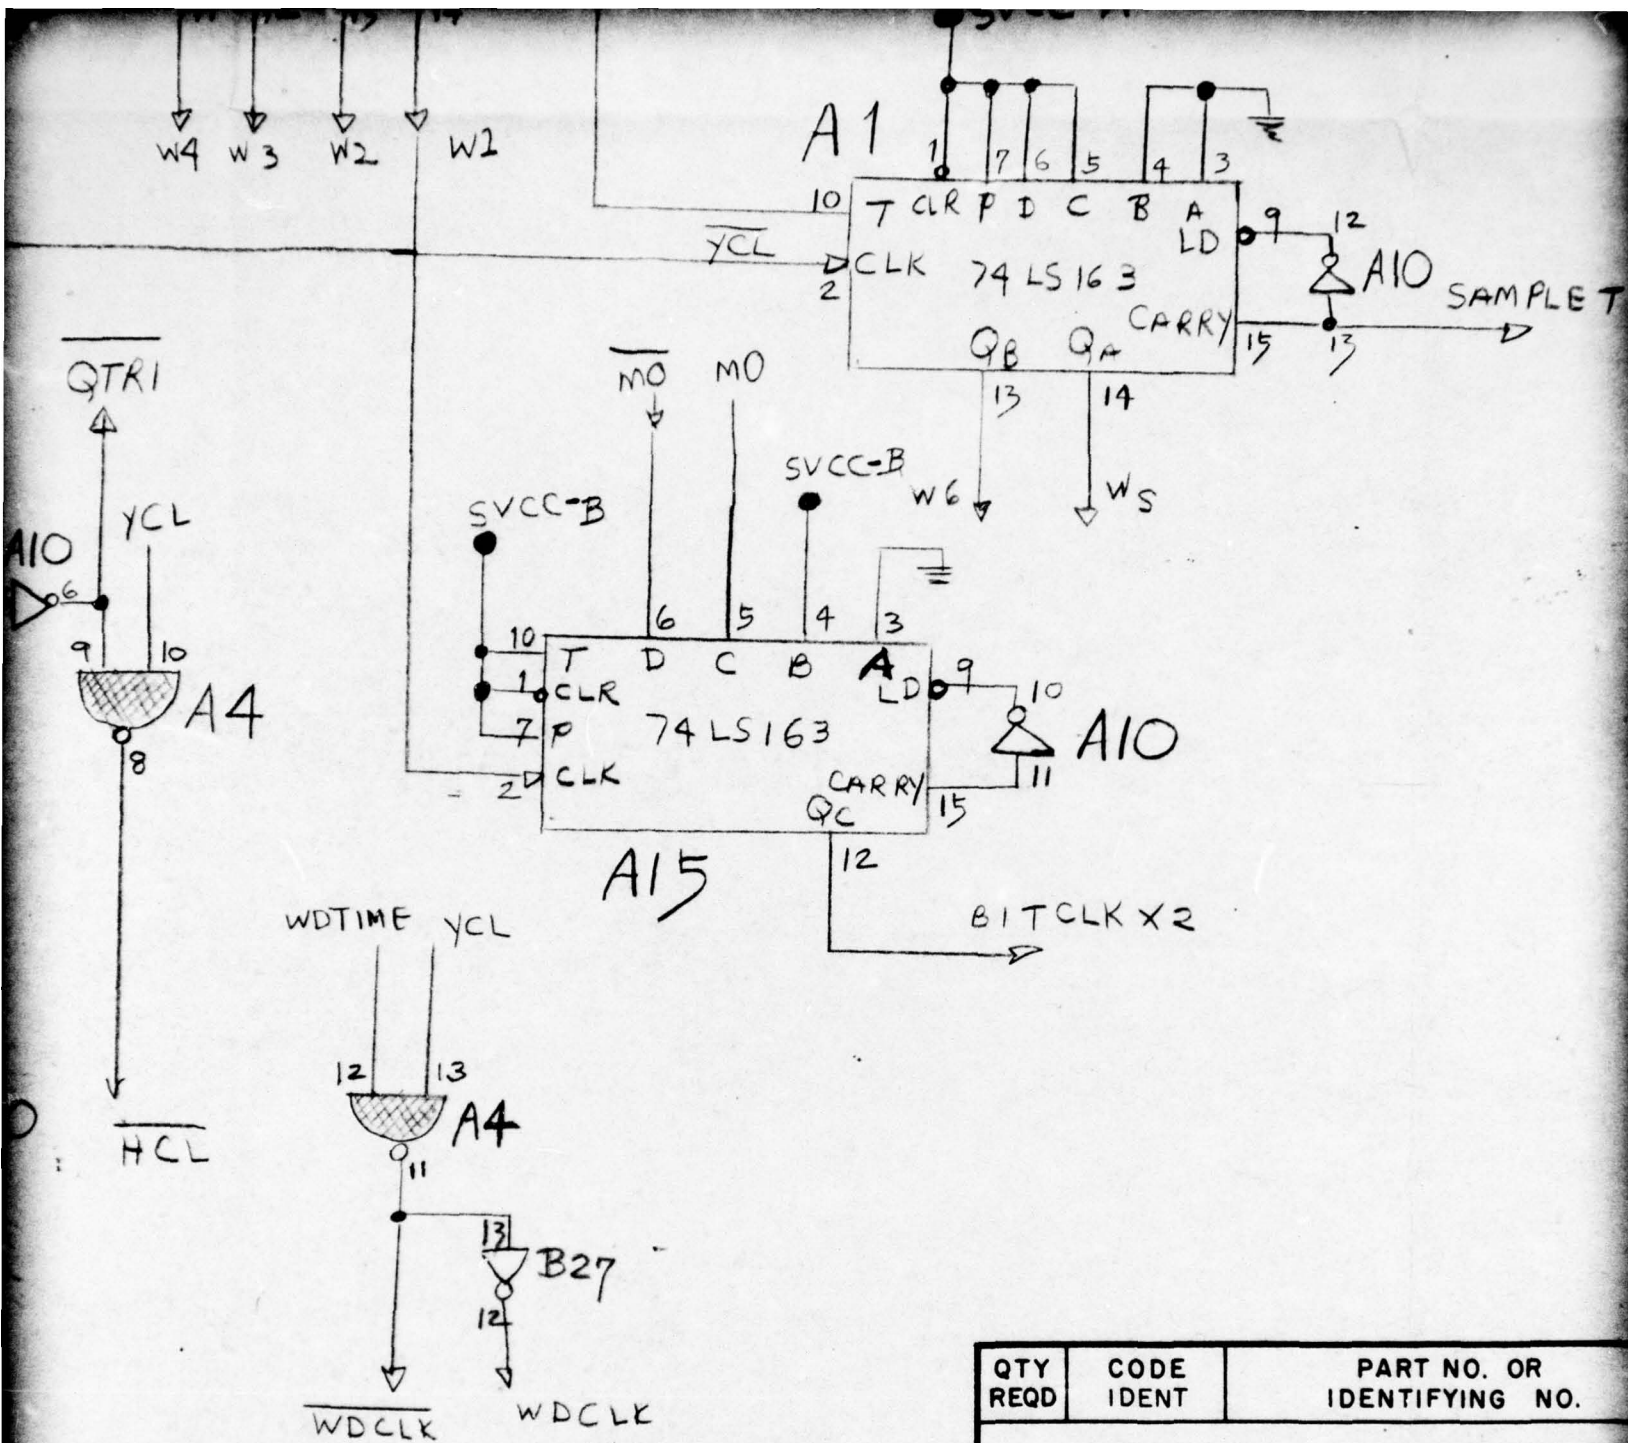 W4 W3 W2 W1
A1
1 7 6 5 4 3
10 T CLR P D C B A
LD 9 12
YCL
CLK 74LS163
2
A10
SAMPLE T
CARRY
15 13
QB QA
13 14
W6 W5
QTR1
M0 M0
SVCC-B
SVCC-B
YCL
A10
6
9 10
A4
8
HCL
6 5 4 3
10 T D C B A
1 CLR LD 9 10
7 P 74LS163
A10
2 CLK CARRY 15 11
QC
12
A15
BITCLK X2
WDTIME YCL
12 13
A4
11
13
B27
12
WDCLK WDCLK
QTY REQD
CODE IDENT
PART NO. OR
IDENTIFYING NO.